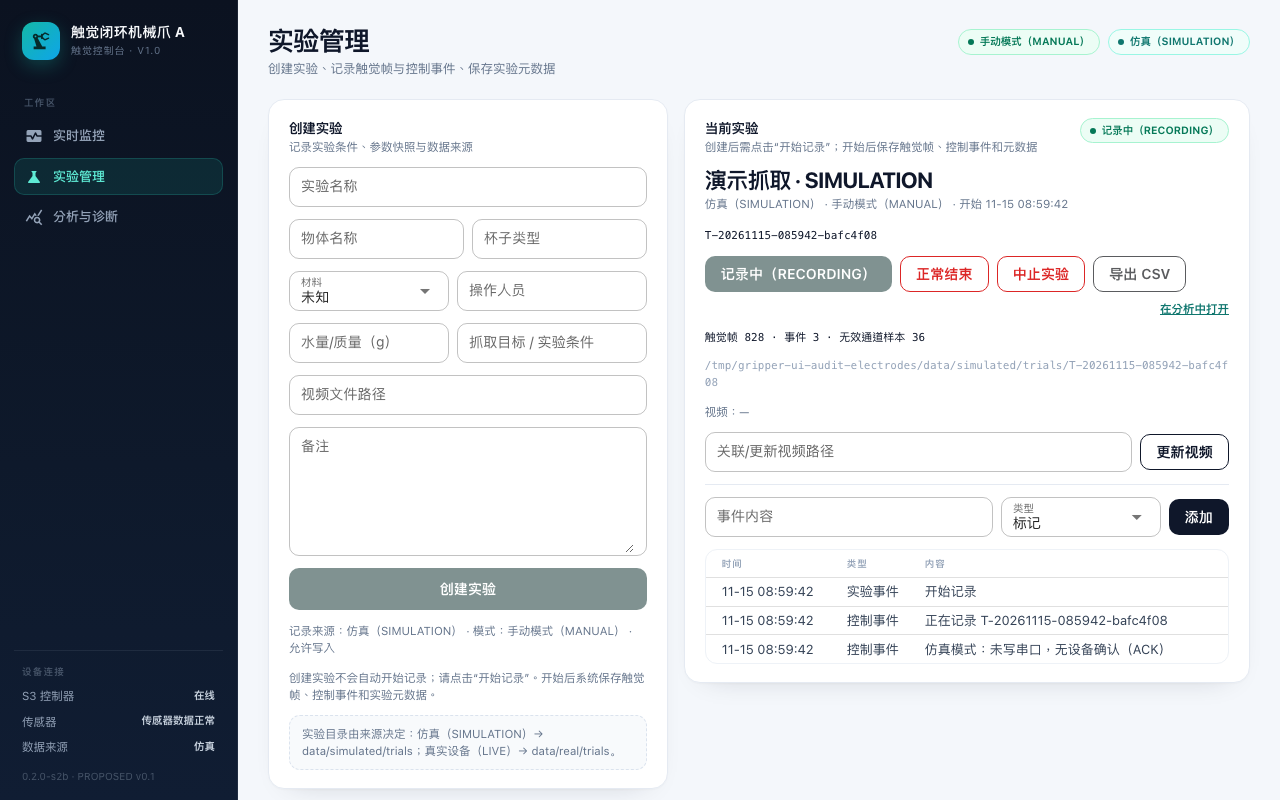 触觉闭环机械爪 A
触觉控制台 · V1.0
工作区
实时监控
实验管理
分析与诊断
设备连接
S3 控制器 在线
传感器 传感器数据正常
数据来源 仿真
0.2.0-s2b · PROPOSED v0.1
实验管理
创建实验、记录触觉帧与控制事件、保存实验元数据
手动模式（MANUAL）
仿真（SIMULATION）
创建实验
记录实验条件、参数快照与数据来源
实验名称
物体名称
杯子类型
材料
未知
操作人员
水量/质量（g）
抓取目标 / 实验条件
视频文件路径
备注
创建实验
记录来源：仿真（SIMULATION） · 模式：手动模式（MANUAL） ·
允许写入
创建实验不会自动开始记录；请点击“开始记录”。开始后系统保存触觉
帧、控制事件和实验元数据。
实验目录由来源决定：仿真（SIMULATION）→
data/simulated/trials；真实设备（LIVE）→ data/real/trials。
当前实验
创建后需点击“开始记录”；开始后保存触觉帧、控制事件和元数据
记录中（RECORDING）
演示抓取 · SIMULATION
仿真（SIMULATION） · 手动模式（MANUAL） · 开始 11-15 08:59:42
T-20261115-085942-bafc4f08
记录中（RECORDING）
正常结束
中止实验
导出 CSV
在分析中打开
触觉帧 828 · 事件 3 · 无效通道样本 36
/tmp/gripper-ui-audit-electrodes/data/simulated/trials/T-20261115-085942-bafc4f
08
视频：—
关联/更新视频路径
更新视频
事件内容
类型
标记
添加
时间 类型 内容
11-15 08:59:42 实验事件 开始记录
11-15 08:59:42 控制事件 正在记录 T-20261115-085942-bafc4f08
11-15 08:59:42 控制事件 仿真模式：未写串口，无设备确认（ACK）